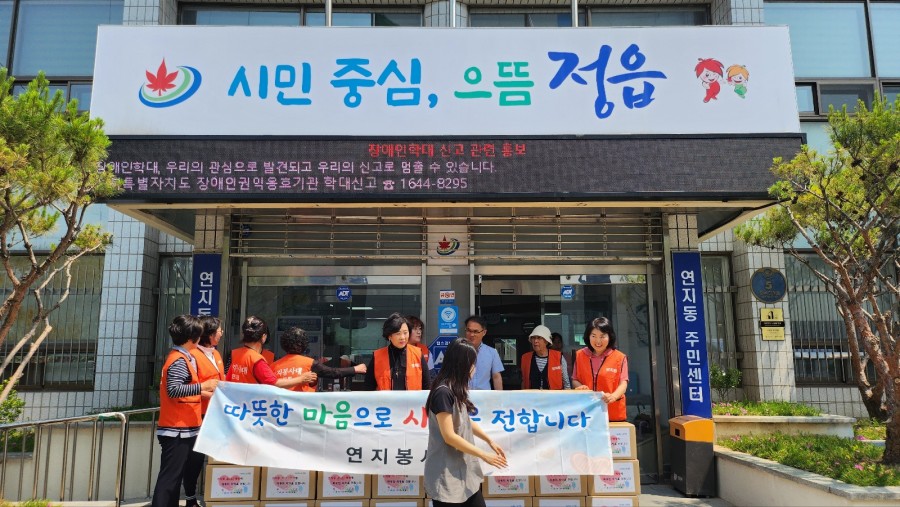 시민 중심, 으뜸 정읍
장애인학대 신고 관련 홍보
장애인학대, 우리의 관심으로 발견되고 우리의 신고로 멈출 수 있습니다.
특별자치도 장애인권익옹호기관 학대신고 ☎ 1644-8295
연지동
연지동 주민센터
ADT
따뜻한 마음으로 전합니다
연지봉사